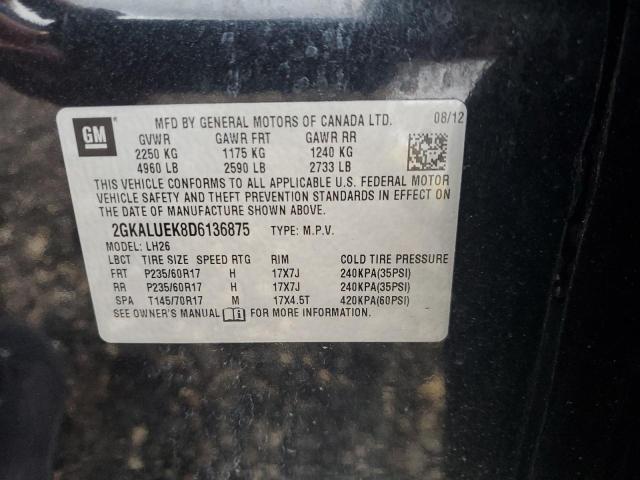 GM
MFD BY GENERAL MOTORS OF CANADA LTD. 08/12
GVWR GAWR FRT GAWR RR
2250 KG 1175 KG 1240 KG
4960 LB 2590 LB 2733 LB
THIS VEHICLE CONFORMS TO ALL APPLICABLE U.S. FEDERAL MOTOR
VEHICLE SAFETY AND THEFT PREVENTION STANDARDS IN EFFECT ON
THE DATE OF MANUFACTURE SHOWN ABOVE.
2GKALUEK8D6136875 TYPE: M.P.V.
MODEL: LH26
LBCT TIRE SIZE SPEED RTG RIM COLD TIRE PRESSURE
FRT P235/60R17 H 17X7J 240KPA(35PSI)
RR P235/60R17 H 17X7J 240KPA(35PSI)
SPA T145/70R17 M 17X4.5T 420KPA(60PSI)
SEE OWNER'S MANUAL FOR MORE INFORMATION.